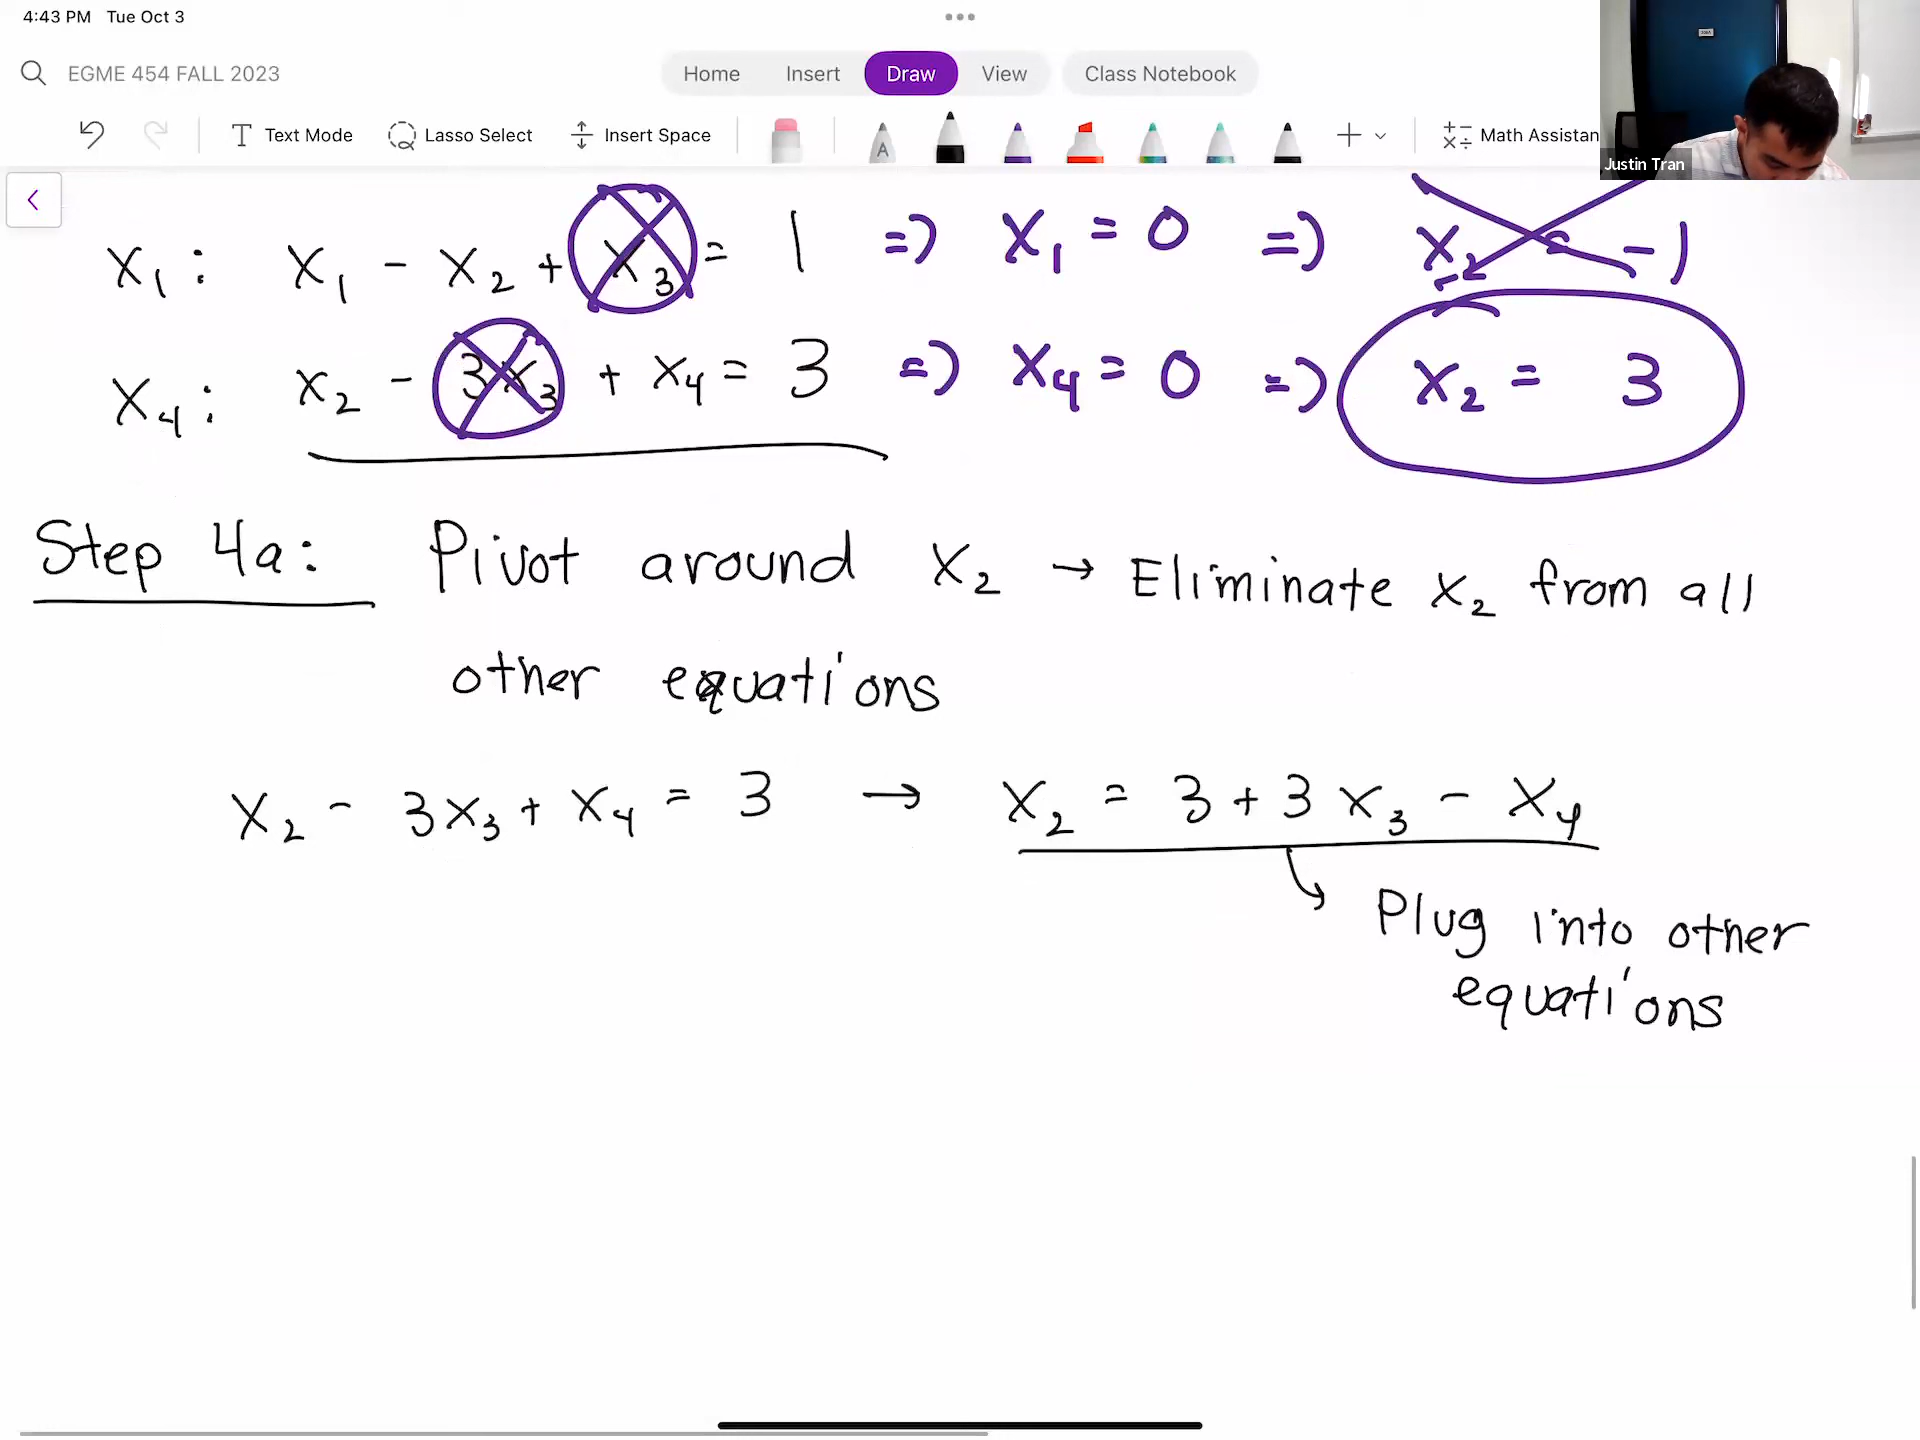 4:43 PM Tue Oct 3
EGME 454 FALL 2023
Home Insert Draw View Class Notebook
Text Mode Lasso Select Insert Space A Math Assistan
Justin Tran
x₁: x₁ - x₂ + x₃ = 1 => x₁ = 0 => x₂ = -1
x₄: x₂ - 3x₃ + x₄ = 3 => x₄ = 0 => x₂ = 3
Step 4a: Pivot around x₂ → Eliminate x₂ from all
other equations
x₂ - 3x₃ + x₄ = 3 → x₂ = 3 + 3x₃ - x₄
Plug into other
equations